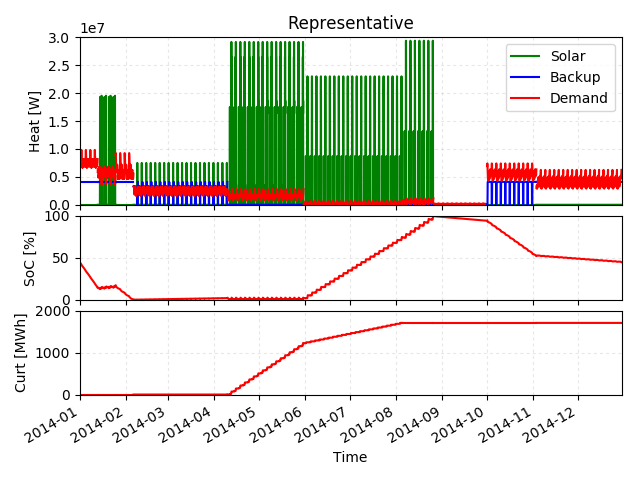 Representative
1e7
3.0
2.5
2.0
1.5
1.0
0.5
0.0
Heat [W]
Solar
Backup
Demand
100
50
0
SoC [%]
2000
1000
0
Curt [MWh]
2014-01
2014-02
2014-03
2014-04
2014-05
2014-06
2014-07
2014-08
2014-09
2014-10
2014-11
2014-12
Time